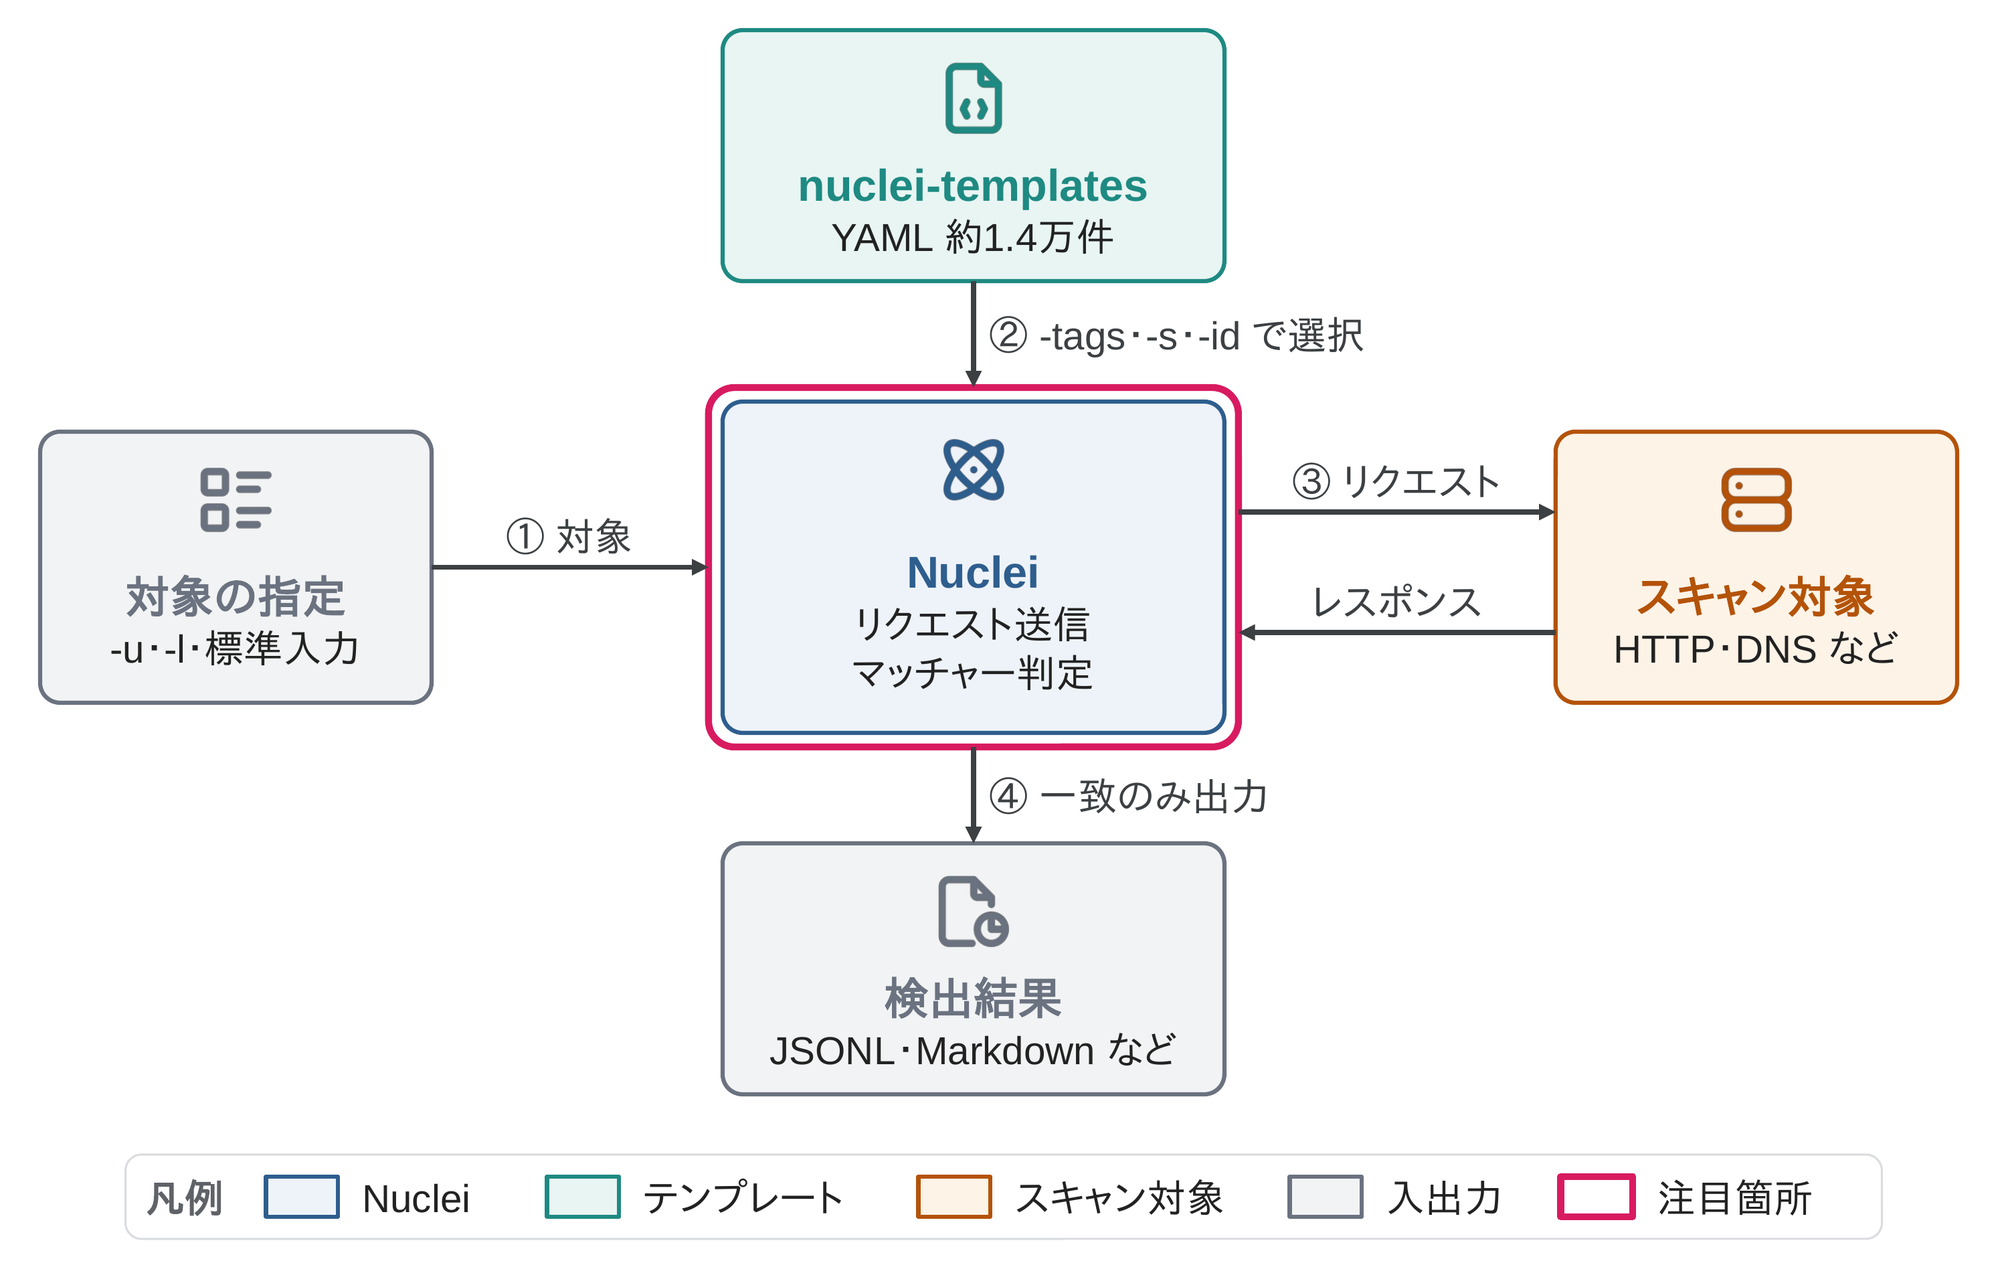 nuclei-templates
YAML 約1.4万件
② -tags・-s・-id で選択
対象の指定
-u・-l・標準入力
① 対象
Nuclei
リクエスト送信
マッチャー判定
③ リクエスト
レスポンス
スキャン対象
HTTP・DNS など
④ 一致のみ出力
検出結果
JSONL・Markdown など
凡例
Nuclei
テンプレート
スキャン対象
入出力
注目箇所